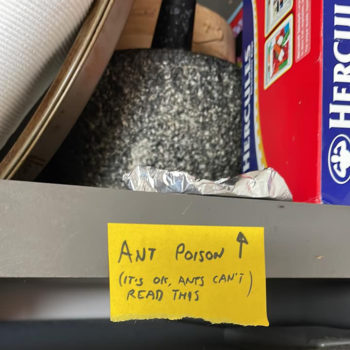 HERCULES
HERCULES
ANT POISON ↑
(IT'S OK, ANTS CAN'T)
READ THIS